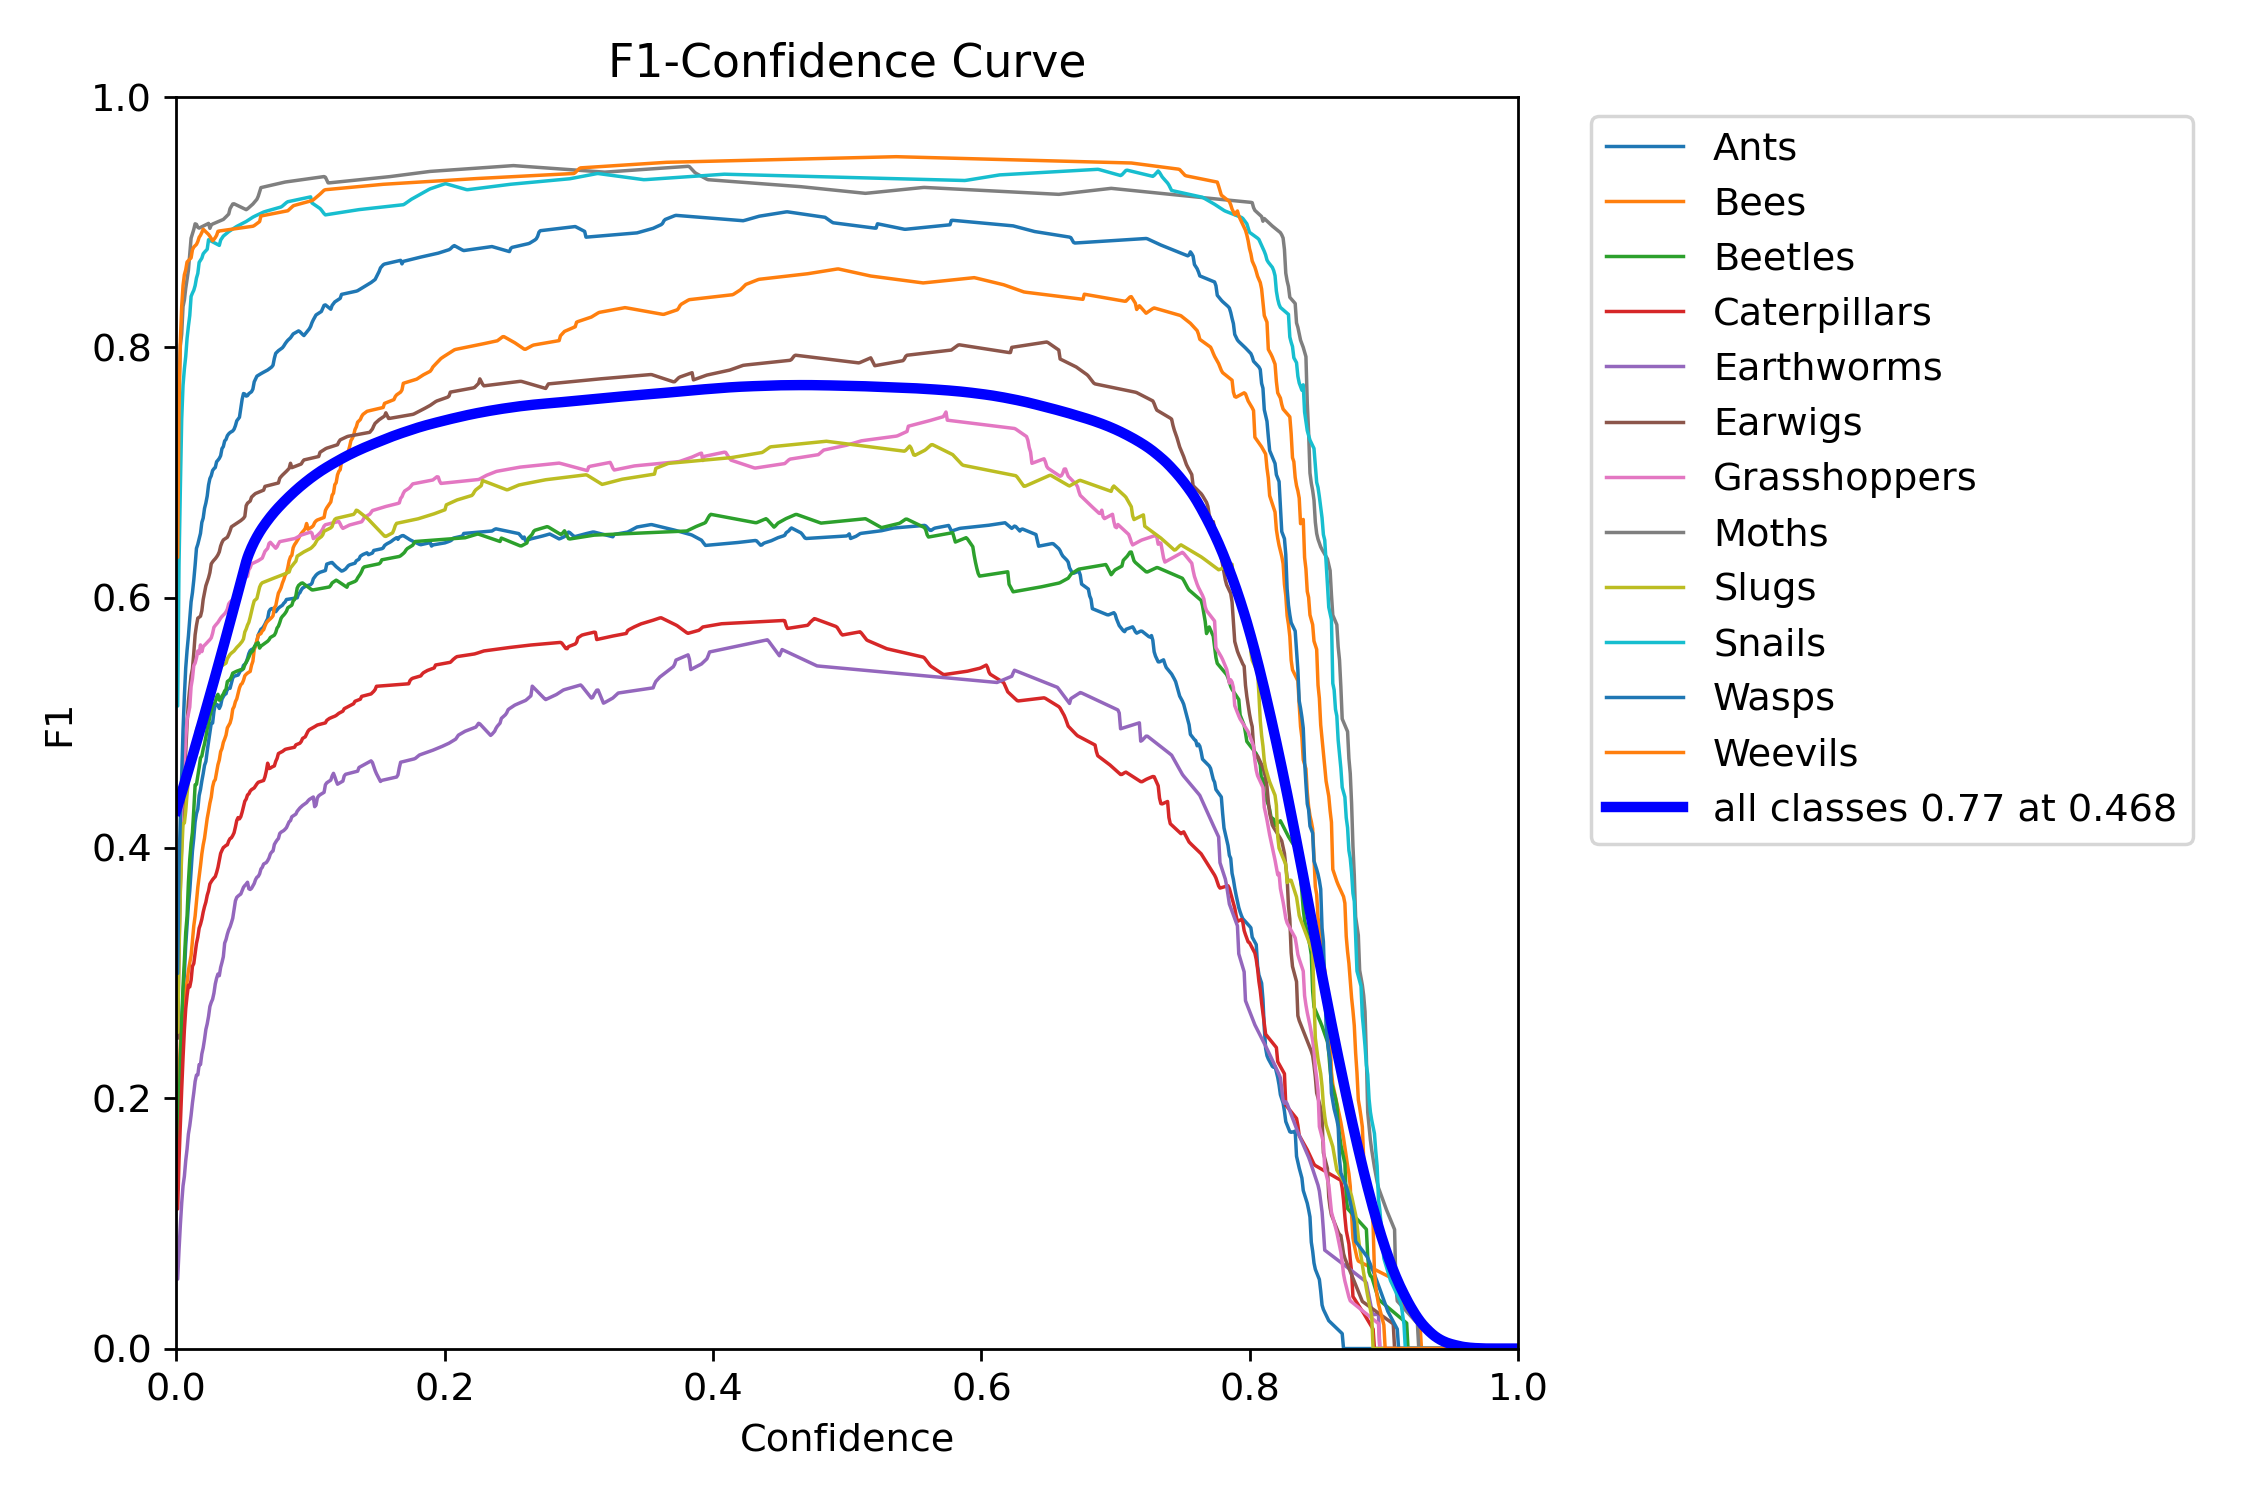 F1-Confidence Curve
1.0
0.8
0.6
0.4
0.2
0.0
F1
0.0 0.2 0.4 0.6 0.8 1.0
Confidence
Ants
Bees
Beetles
Caterpillars
Earthworms
Earwigs
Grasshoppers
Moths
Slugs
Snails
Wasps
Weevils
all classes 0.77 at 0.468